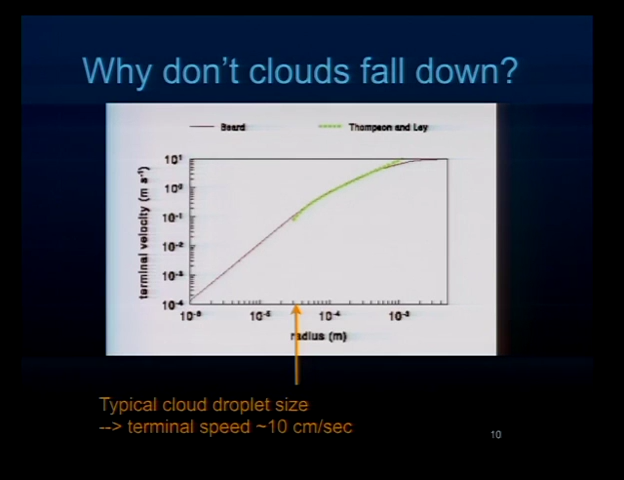 Why don't clouds fall down?
Beard
Thompson and Ley
terminal velocity (m s⁻¹)
10¹
10⁰
10⁻¹
10⁻²
10⁻³
10⁻⁴
10⁻⁶
10⁻⁵
10⁻⁴
10⁻³
radius (m)
Typical cloud droplet size
--> terminal speed ~10 cm/sec
10